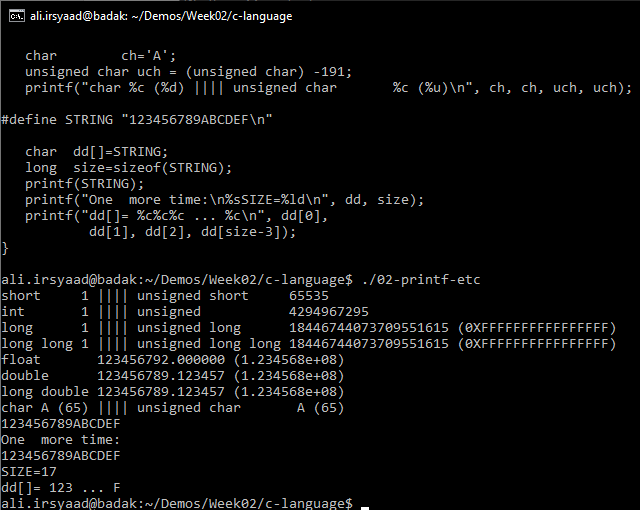 ali.irsyaad@badak: ~/Demos/Week02/c-language
char        ch='A';
unsigned char uch = (unsigned char) -191;
printf("char %c (%d) |||| unsigned char       %c (%u)\n", ch, ch, uch, uch);
#define STRING "123456789ABCDEF\n"
char  dd[]=STRING;
long  size=sizeof(STRING);
printf(STRING);
printf("One  more time:\n%sSIZE=%ld\n", dd, size);
printf("dd[]= %c%c%c ... %c\n", dd[0],
dd[1], dd[2], dd[size-3]);
}
ali.irsyaad@badak:~/Demos/Week02/c-language$ ./02-printf-etc
short     1 |||| unsigned short     65535
int       1 |||| unsigned           4294967295
long      1 |||| unsigned long      18446744073709551615 (0XFFFFFFFFFFFFFFFF)
long long 1 |||| unsigned long long 18446744073709551615 (0XFFFFFFFFFFFFFFFF)
float       123456792.000000 (1.234568e+08)
double      123456789.123457 (1.234568e+08)
long double 123456789.123457 (1.234568e+08)
char A (65) |||| unsigned char       A (65)
123456789ABCDEF
One  more time:
123456789ABCDEF
SIZE=17
dd[]= 123 ... F
ali.irsyaad@badak:~/Demos/Week02/c-language$